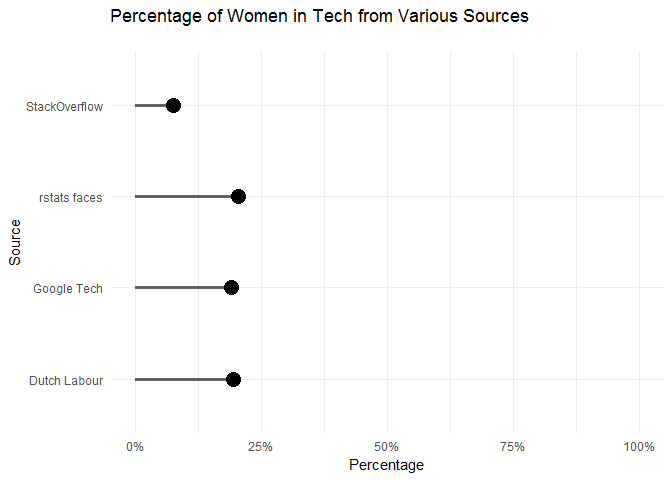 Percentage of Women in Tech from Various Sources
StackOverflow
rstats faces
Google Tech
Dutch Labour
Source
0% 25% 50% 75% 100%
Percentage